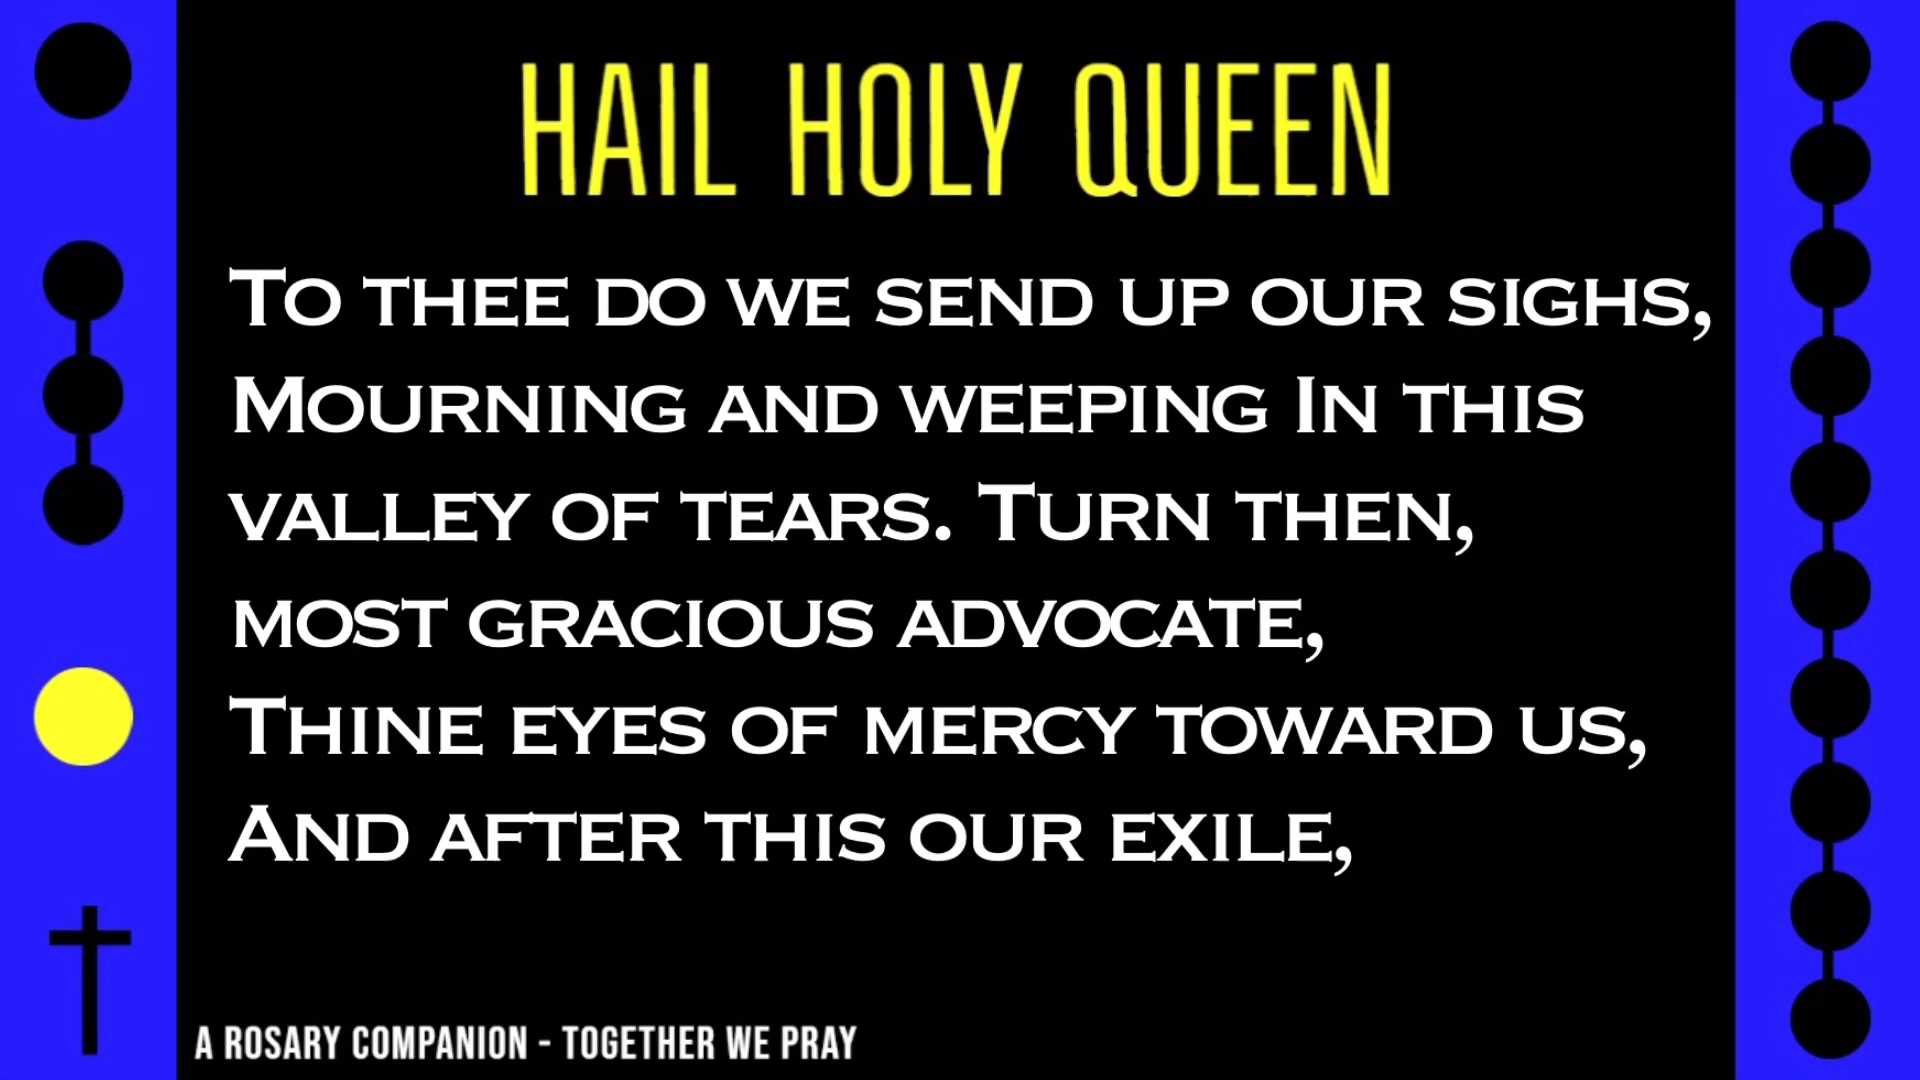 HAIL HOLY QUEEN
To thee do we send up our sighs,
Mourning and weeping In this
valley of tears. Turn then,
most gracious advocate,
Thine eyes of mercy toward us,
And after this our exile,
A ROSARY COMPANION - TOGETHER WE PRAY